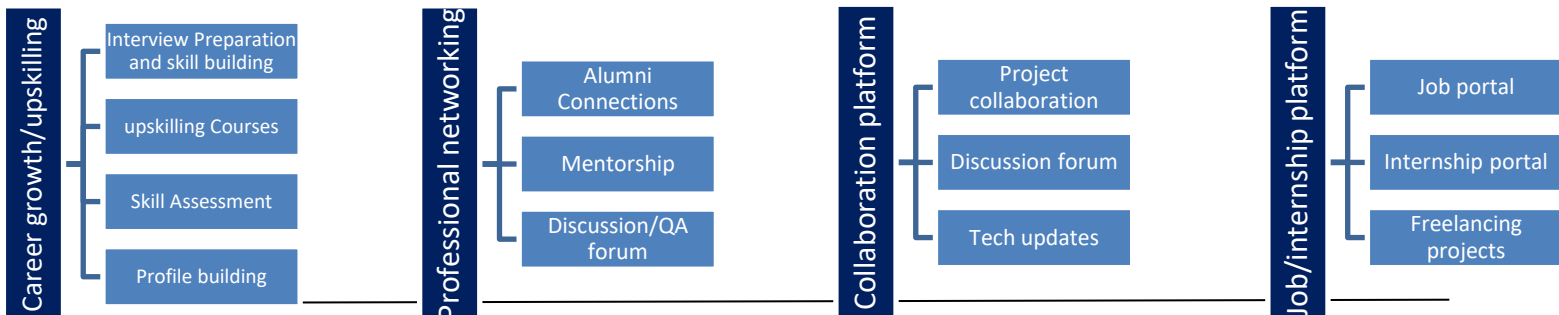 Career growth/upskilling
Interview Preparation
and skill building
upskilling Courses
Skill Assessment
Profile building
Professional networking
Alumni
Connections
Mentorship
Discussion/QA
forum
Collaboration platform
Project
collaboration
Discussion forum
Tech updates
Job/internship platform
Job portal
Internship portal
Freelancing
projects